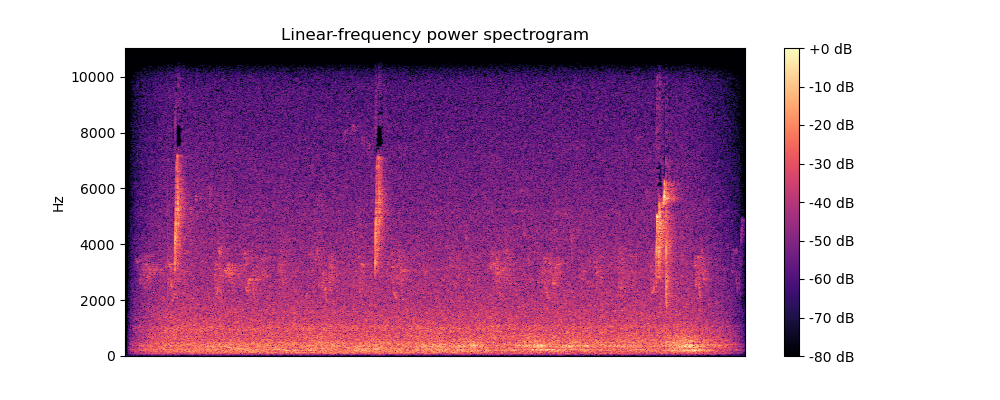 Linear-frequency power spectrogram
Hz
10000
8000
6000
4000
2000
0
+0 dB
-10 dB
-20 dB
-30 dB
-40 dB
-50 dB
-60 dB
-70 dB
-80 dB